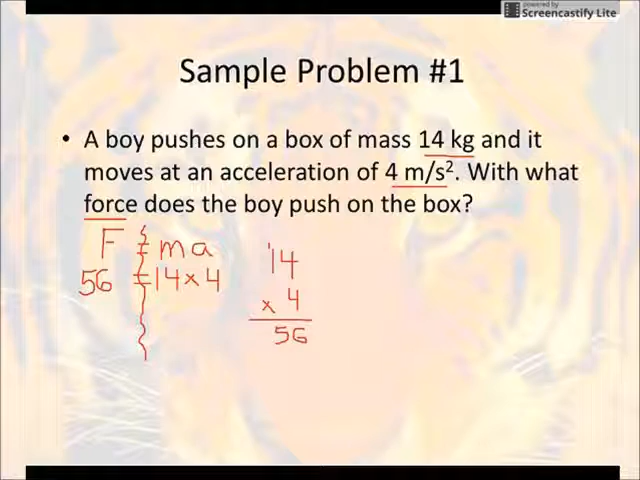 powered by
Screencastify Lite
Sample Problem #1
• A boy pushes on a box of mass 14 kg and it
moves at an acceleration of 4 m/s². With what
force does the boy push on the box?
F = m a
56 = 14 x 4
1
14
x 4
56